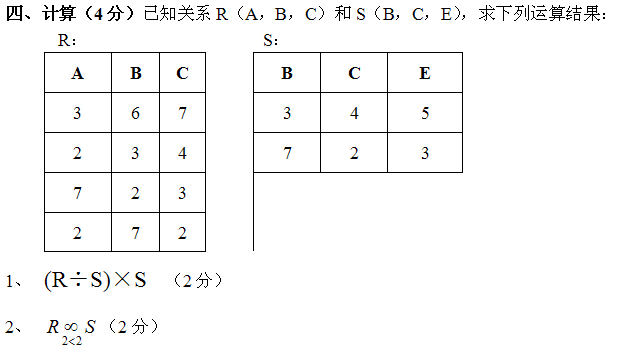 四、计算（4分）已知关系R（A，B，C）和S（B，C，E），求下列运算结果：
R： S：
A B C B C E
3 6 7 3 4 5
2 3 4 7 2 3
7 2 3
2 7 2
1、 (R÷S)×S （2分）
2、 R ∞ S（2分）
2<2